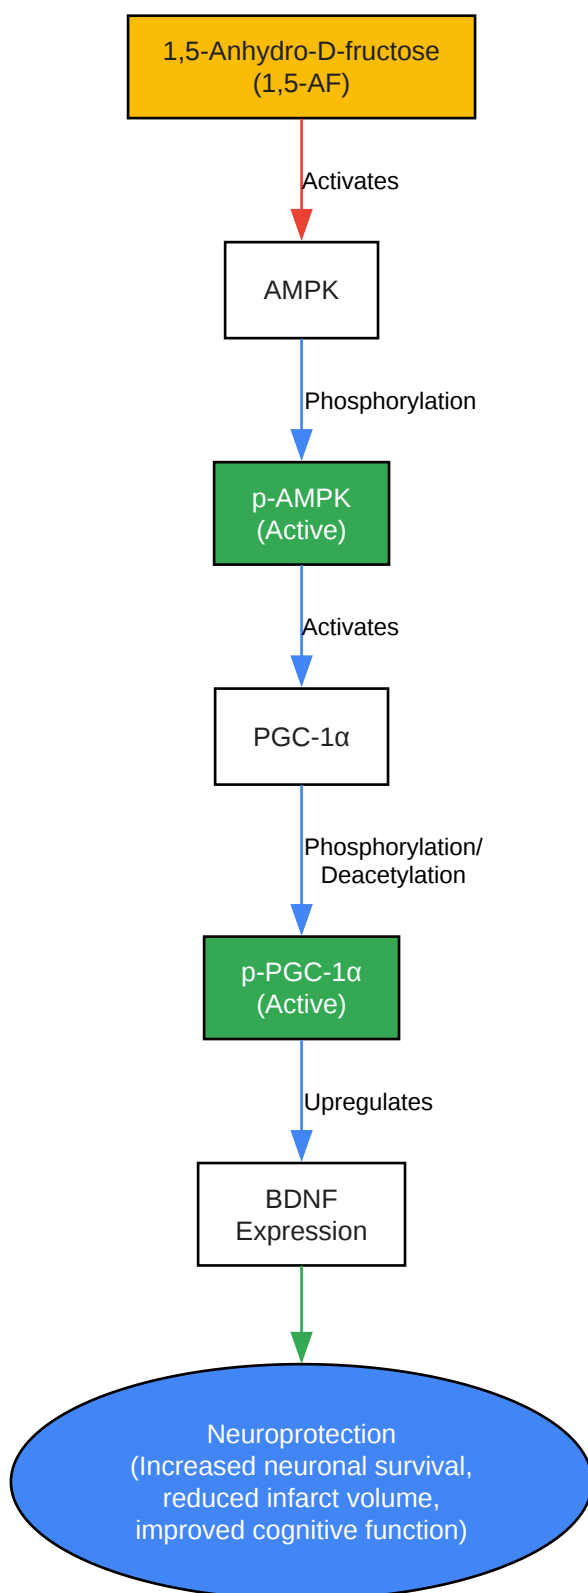 1,5-Anhydro-D-fructose
(1,5-AF)
Activates
AMPK
Phosphorylation
p-AMPK
(Active)
Activates
PGC-1α
Phosphorylation/
Deacetylation
p-PGC-1α
(Active)
Upregulates
BDNF
Expression
Neuroprotection
(Increased neuronal survival,
reduced infarct volume,
improved cognitive function)